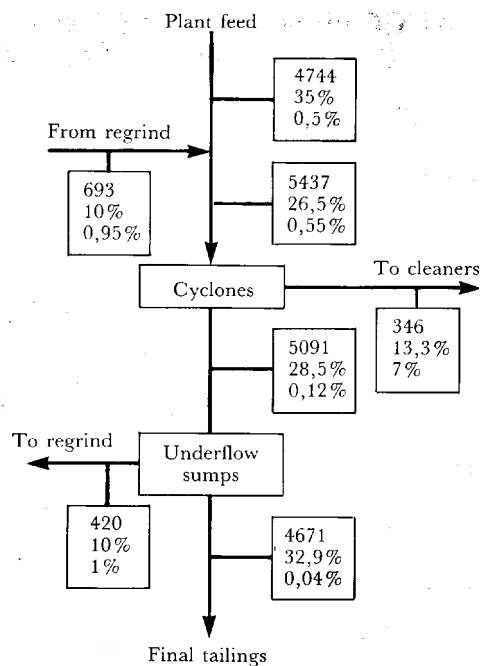 Plant feed
4744
35%
0,5%
From regrind
693
10%
0,95%
5437
26,5%
0,55%
Cyclones
To cleaners
346
13,3%
7%
5091
28,5%
0,12%
To regrind
Underflow
sumps
420
10%
1%
4671
32,9%
0,04%
Final tailings